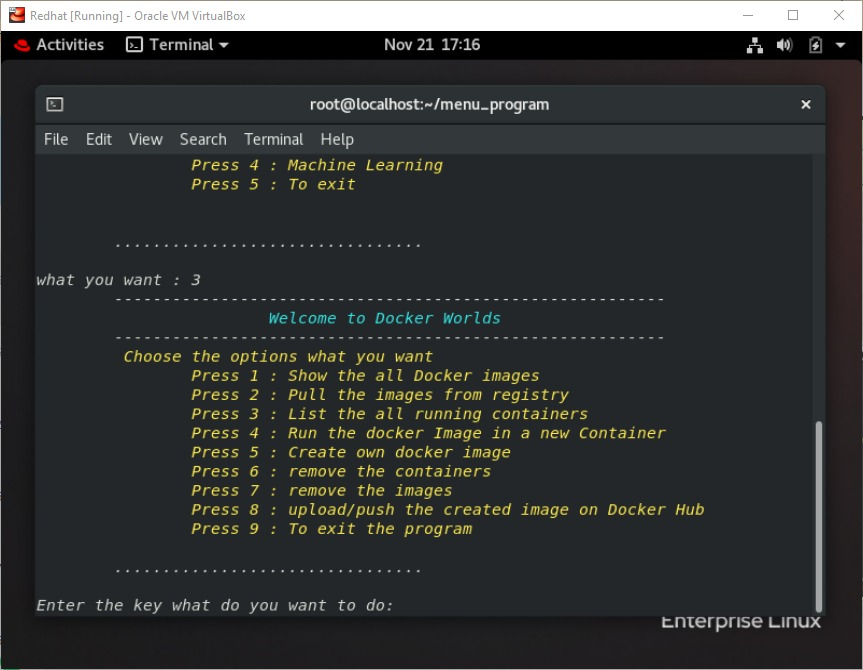 Redhat [Running] - Oracle VM VirtualBox
Activities Terminal Nov 21 17:16
root@localhost:~/menu_program
File Edit View Search Terminal Help
Press 4 : Machine Learning
Press 5 : To exit
................................
what you want : 3
---------------------------------------------------------
Welcome to Docker Worlds
---------------------------------------------------------
Choose the options what you want
Press 1 : Show the all Docker images
Press 2 : Pull the images from registry
Press 3 : List the all running containers
Press 4 : Run the docker Image in a new Container
Press 5 : Create own docker image
Press 6 : remove the containers
Press 7 : remove the images
Press 8 : upload/push the created image on Docker Hub
Press 9 : To exit the program
................................
Enter the key what do you want to do:
Enterprise Linux